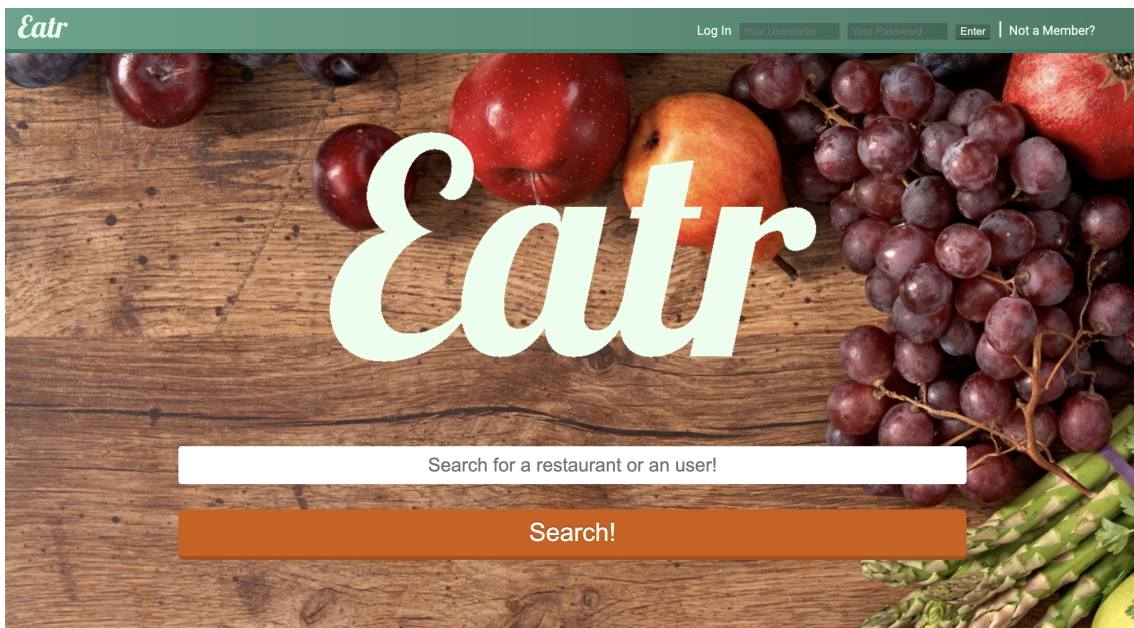 Eatr
Log In Your Username Your Password Enter | Not a Member?
Eatr
Search for a restaurant or an user!
Search!